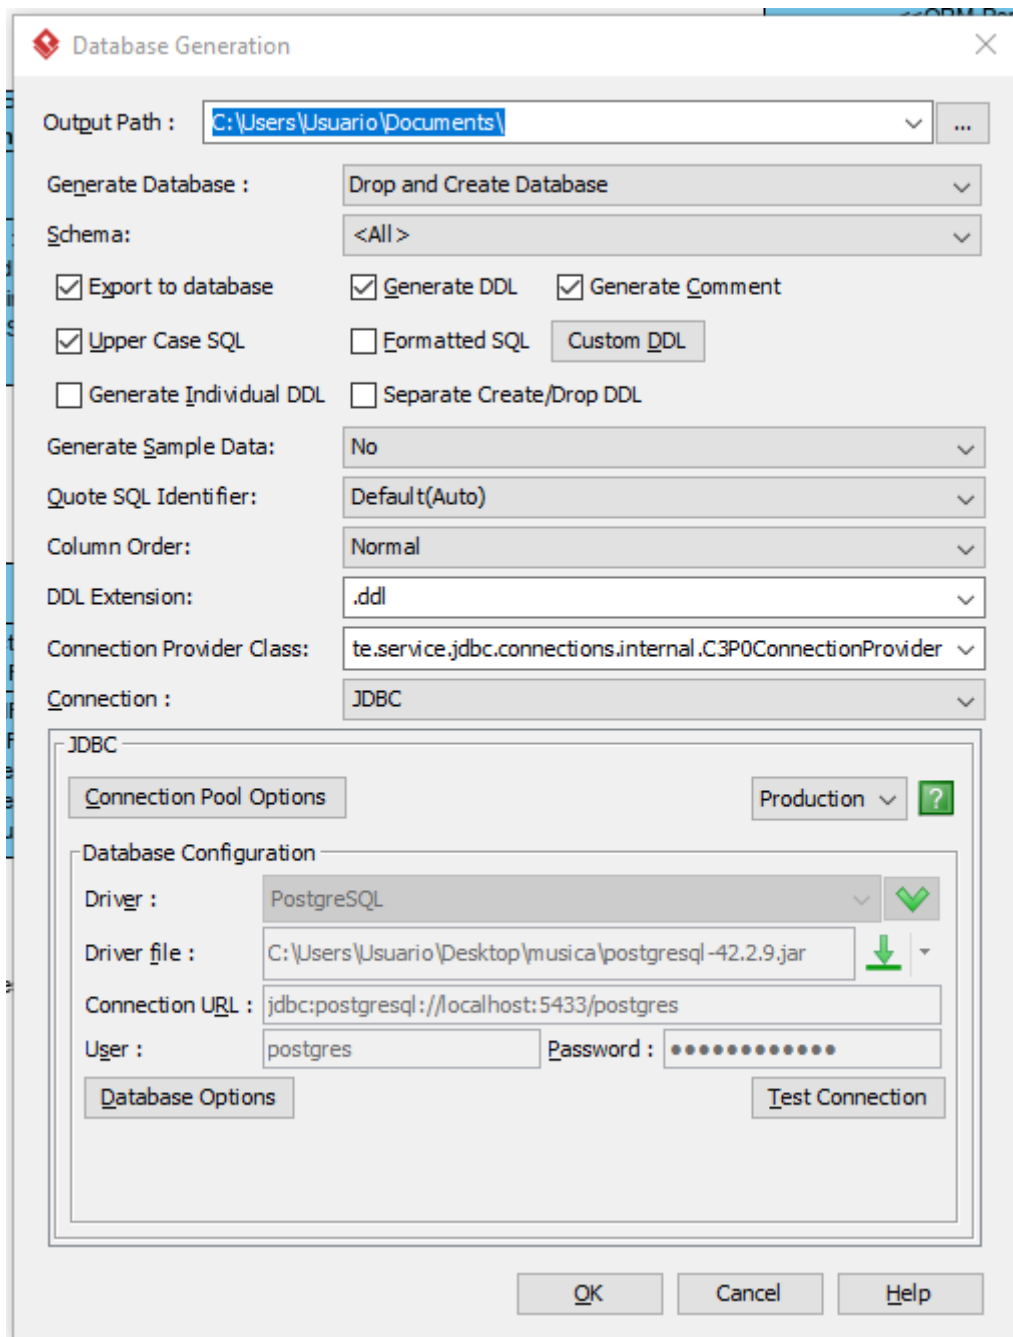 Database Generation
Output Path : C:\Users\Usuario\Documents\ ...
Generate Database : Drop and Create Database
Schema: <All>
Export to database Generate DDL Generate Comment
Upper Case SQL Formatted SQL Custom DDL
Generate Individual DDL Separate Create/Drop DDL
Generate Sample Data: No
Quote SQL Identifier: Default(Auto)
Column Order: Normal
DDL Extension: .ddl
Connection Provider Class: te.service.jdbc.connections.internal.C3P0ConnectionProvider
Connection : JDBC
JDBC
Connection Pool Options Production ?
Database Configuration
Driver : PostgreSQL
Driver file : C:\Users\Usuario\Desktop\musica\postgresql-42.2.9.jar
Connection URL : jdbc:postgresql://localhost:5433/postgres
User : postgres Password : ●●●●●●●●●●●●
Database Options Test Connection
OK Cancel Help